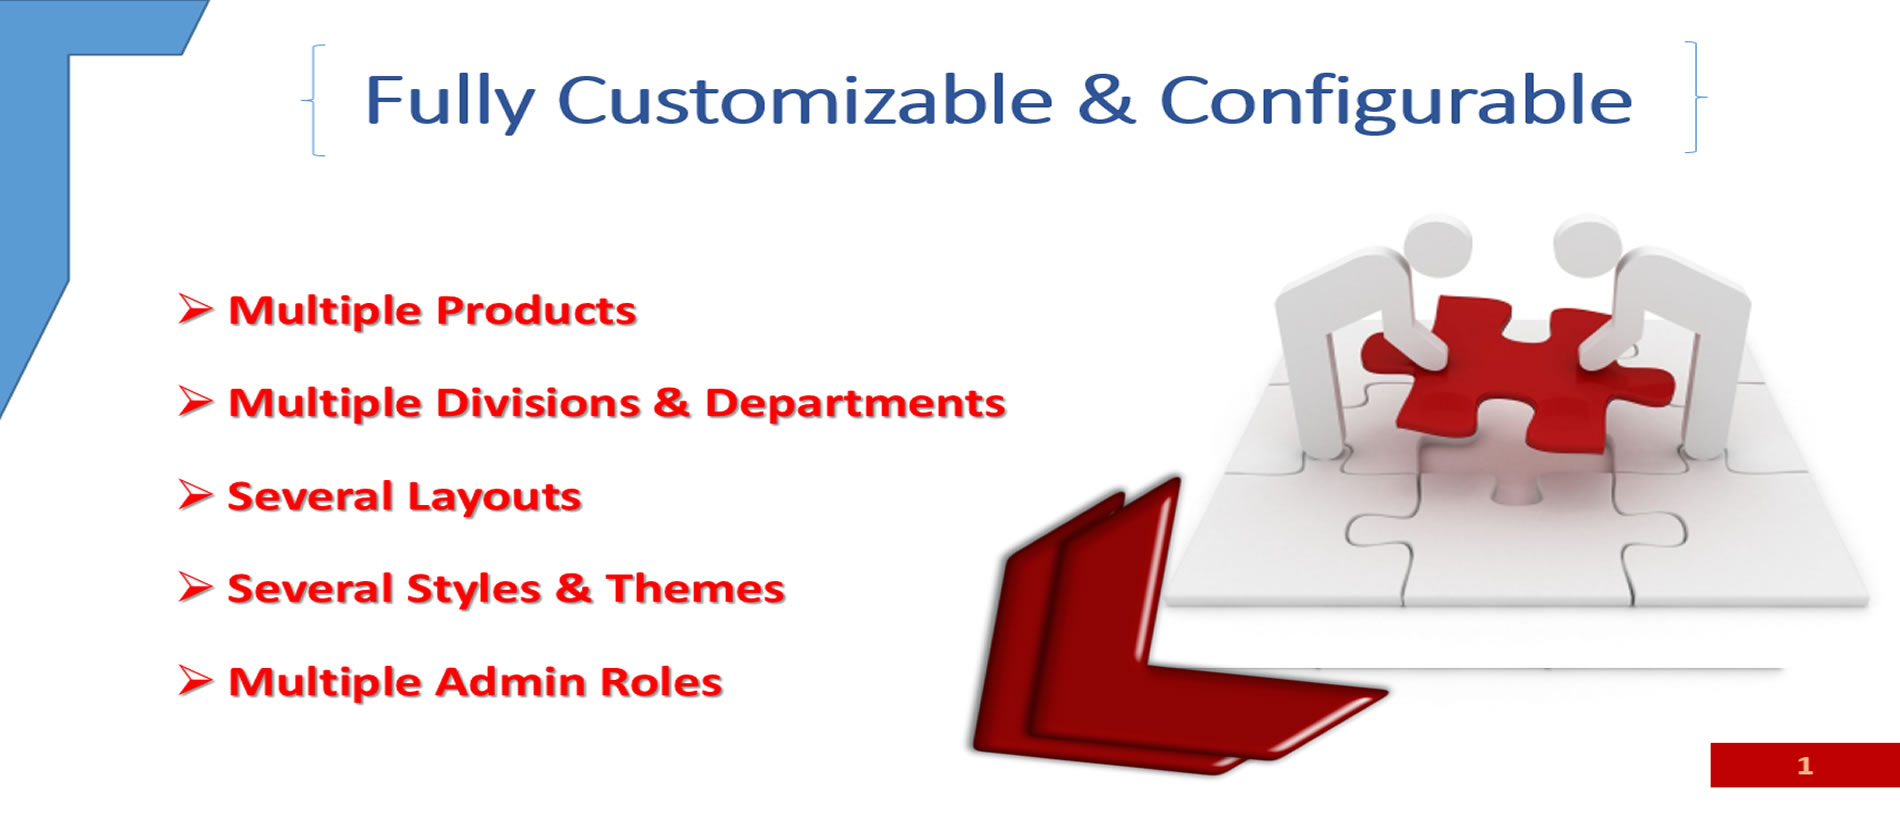 Fully Customizable & Configurable
Multiple Products
Multiple Divisions & Departments
Several Layouts
Several Styles & Themes
Multiple Admin Roles
1